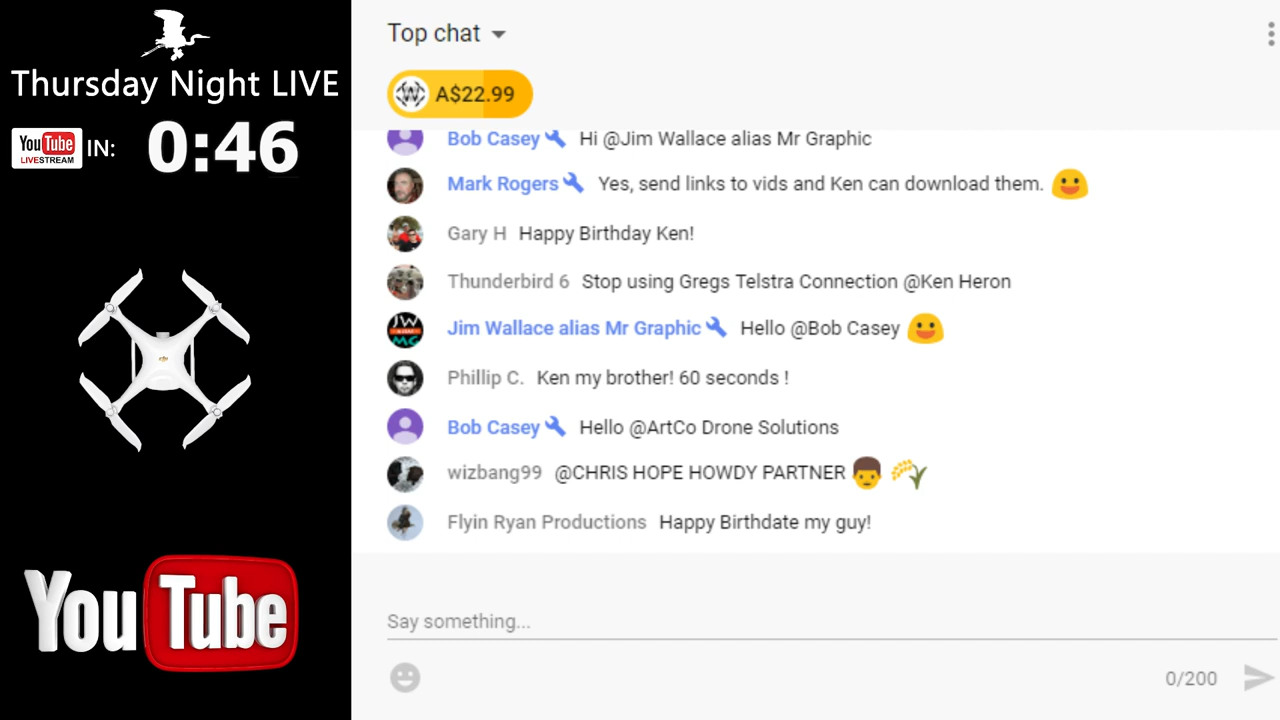 Thursday Night LIVE
YouTube LIVESTREAM IN: 0:46
YouTube
Top chat
W A$22.99
Bob Casey Hi @Jim Wallace alias Mr Graphic
Mark Rogers Yes, send links to vids and Ken can download them.
Gary H Happy Birthday Ken!
Thunderbird 6 Stop using Gregs Telstra Connection @Ken Heron
JW MG Jim Wallace alias Mr Graphic Hello @Bob Casey
Phillip C. Ken my brother! 60 seconds !
Bob Casey Hello @ArtCo Drone Solutions
wizbang99 @CHRIS HOPE HOWDY PARTNER
Flyin Ryan Productions Happy Birthdate my guy!
Say something...
0/200